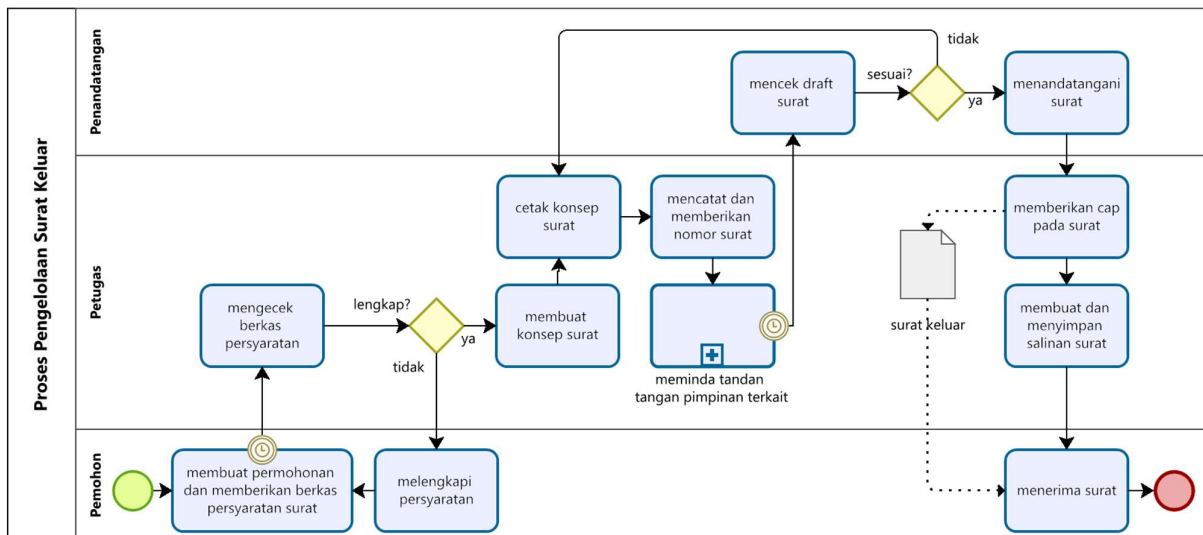 Proses Pengelolaan Surat Keluar
Penandatangan
tidak
mencek draft
surat
sesuai?
ya
menandatangani
surat
Petugas
cetak konsep
surat
mencatat dan
memberikan
nomor surat
memberikan cap
pada surat
mengecek
berkas
persyaratan
lengkap?
ya
tidak
membuat
konsep surat
meminda tandan
tangan pimpinan terkait
surat keluar
membuat dan
menyimpan
salinan surat
Pemohon
membuat permohonan
dan memberikan berkas
persyaratan surat
melengkapi
persyaratan
menerima surat